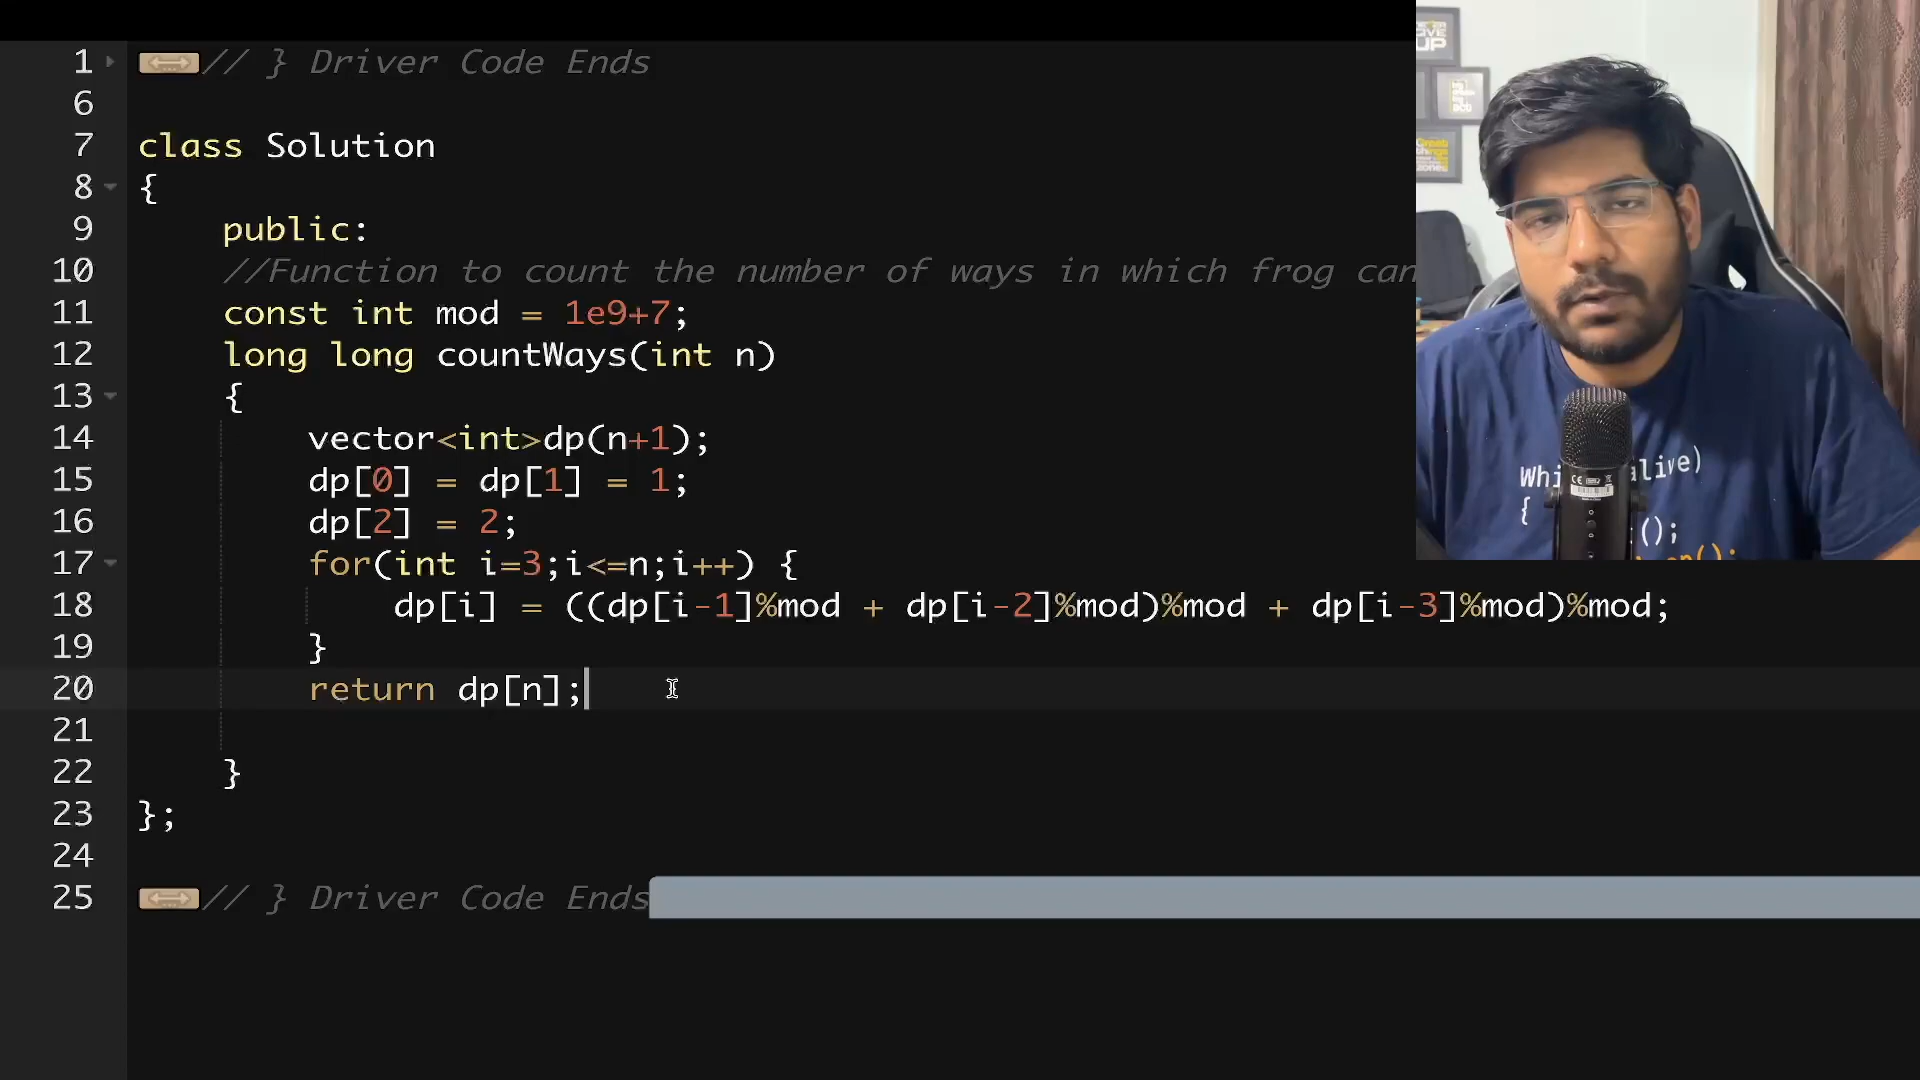 1 // } Driver Code Ends
6
7 class Solution
8 {
9 public:
10 //Function to count the number of ways in which frog can
11 const int mod = 1e9+7;
12 long long countWays(int n)
13 {
14 vector<int>dp(n+1);
15 dp[0] = dp[1] = 1;
16 dp[2] = 2;
17 for(int i=3;i<=n;i++) {
18 dp[i] = ((dp[i-1]%mod + dp[i-2]%mod)%mod + dp[i-3]%mod)%mod;
19 }
20 return dp[n];
21
22 }
23 };
24
25 // } Driver Code Ends
UP
alive)
{
();
();